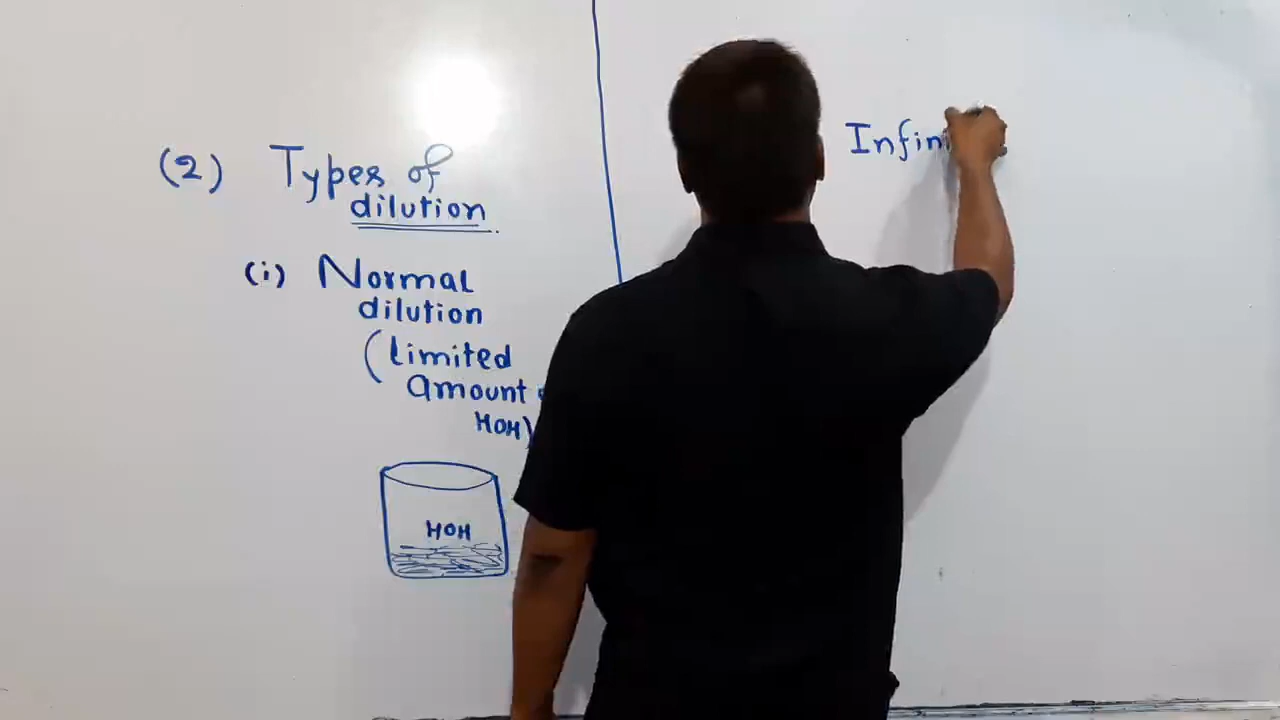 (2) Types of
dilution
(i) Normal
dilution
(limited
amount
HOH)
HOH
Infini